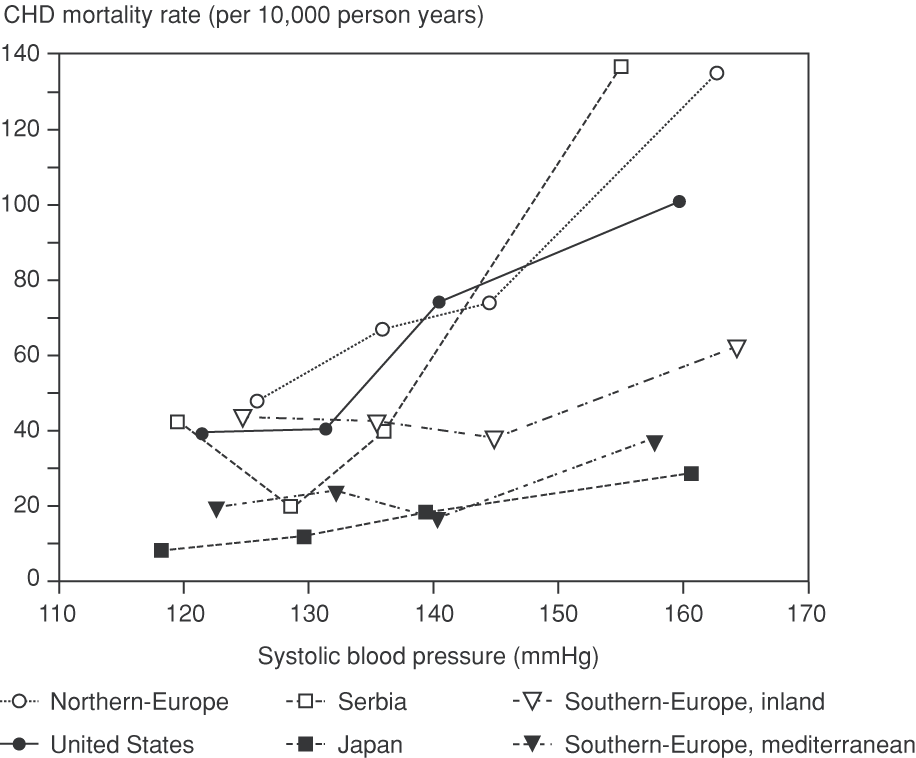 CHD mortality rate (per 10,000 person years)
140
120
100
80
60
40
20
0
110 120 130 140 150 160 170
Systolic blood pressure (mmHg)
Northern-Europe Serbia Southern-Europe, inland
United States Japan Southern-Europe, mediterranean